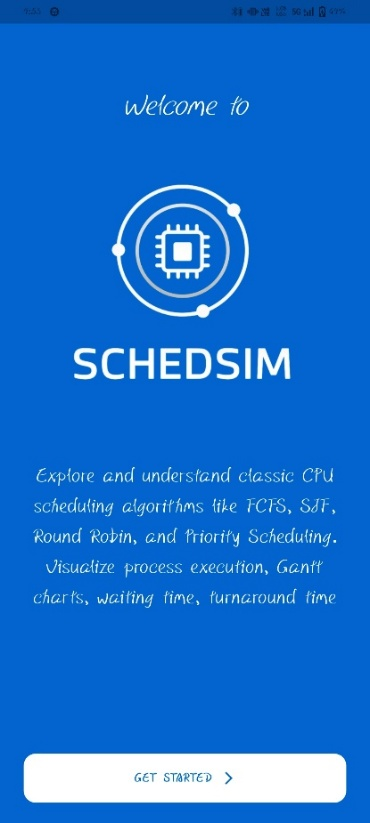 Welcome to
SCHEDSIM
Explore and understand classic CPU
scheduling algorithms like FCFS, SJF,
Round Robin, and Priority Scheduling.
Visualize process execution, Gantt
charts, waiting time, turnaround time
GET STARTED